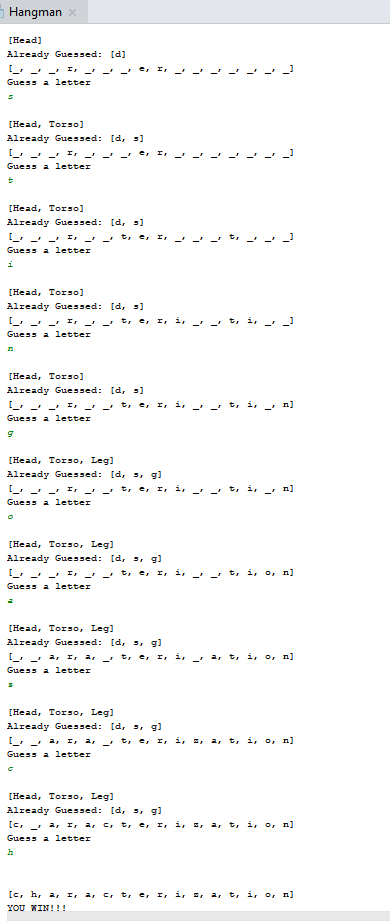 Hangman
[Head]
Already Guessed: [d]
[_, _, _, r, _, _, _, e, r, _, _, _, _, _, _, _]
Guess a letter
s
[Head, Torso]
Already Guessed: [d, s]
[_, _, _, r, _, _, _, e, r, _, _, _, _, _, _, _]
Guess a letter
t
[Head, Torso]
Already Guessed: [d, s]
[_, _, _, r, _, _, t, e, r, _, _, _, t, _, _, _]
Guess a letter
i
[Head, Torso]
Already Guessed: [d, s]
[_, _, _, r, _, _, t, e, r, i, _, _, t, i, _, _]
Guess a letter
n
[Head, Torso]
Already Guessed: [d, s]
[_, _, _, r, _, _, t, e, r, i, _, _, t, i, _, n]
Guess a letter
g
[Head, Torso, Leg]
Already Guessed: [d, s, g]
[_, _, _, r, _, _, t, e, r, i, _, _, t, i, _, n]
Guess a letter
o
[Head, Torso, Leg]
Already Guessed: [d, s, g]
[_, _, _, r, _, _, t, e, r, i, _, _, t, i, o, n]
Guess a letter
a
[Head, Torso, Leg]
Already Guessed: [d, s, g]
[_, _, a, r, a, _, t, e, r, i, _, a, t, i, o, n]
Guess a letter
z
[Head, Torso, Leg]
Already Guessed: [d, s, g]
[_, _, a, r, a, _, t, e, r, i, z, a, t, i, o, n]
Guess a letter
c
[Head, Torso, Leg]
Already Guessed: [d, s, g]
[c, _, a, r, a, c, t, e, r, i, z, a, t, i, o, n]
Guess a letter
h
[c, h, a, r, a, c, t, e, r, i, z, a, t, i, o, n]
YOU WIN!!!